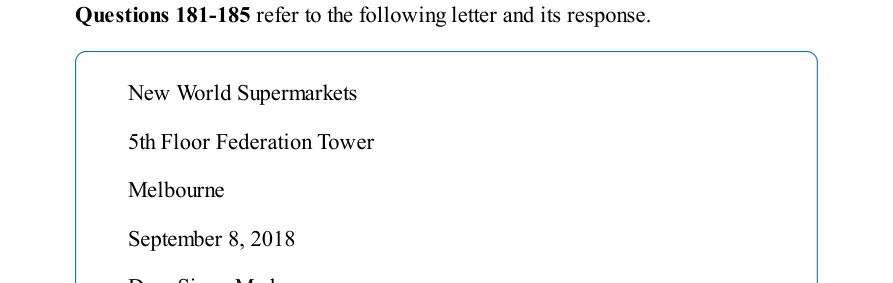 Questions 181-185 refer to the following letter and its response.
New World Supermarkets
5th Floor Federation Tower
Melbourne
September 8, 2018